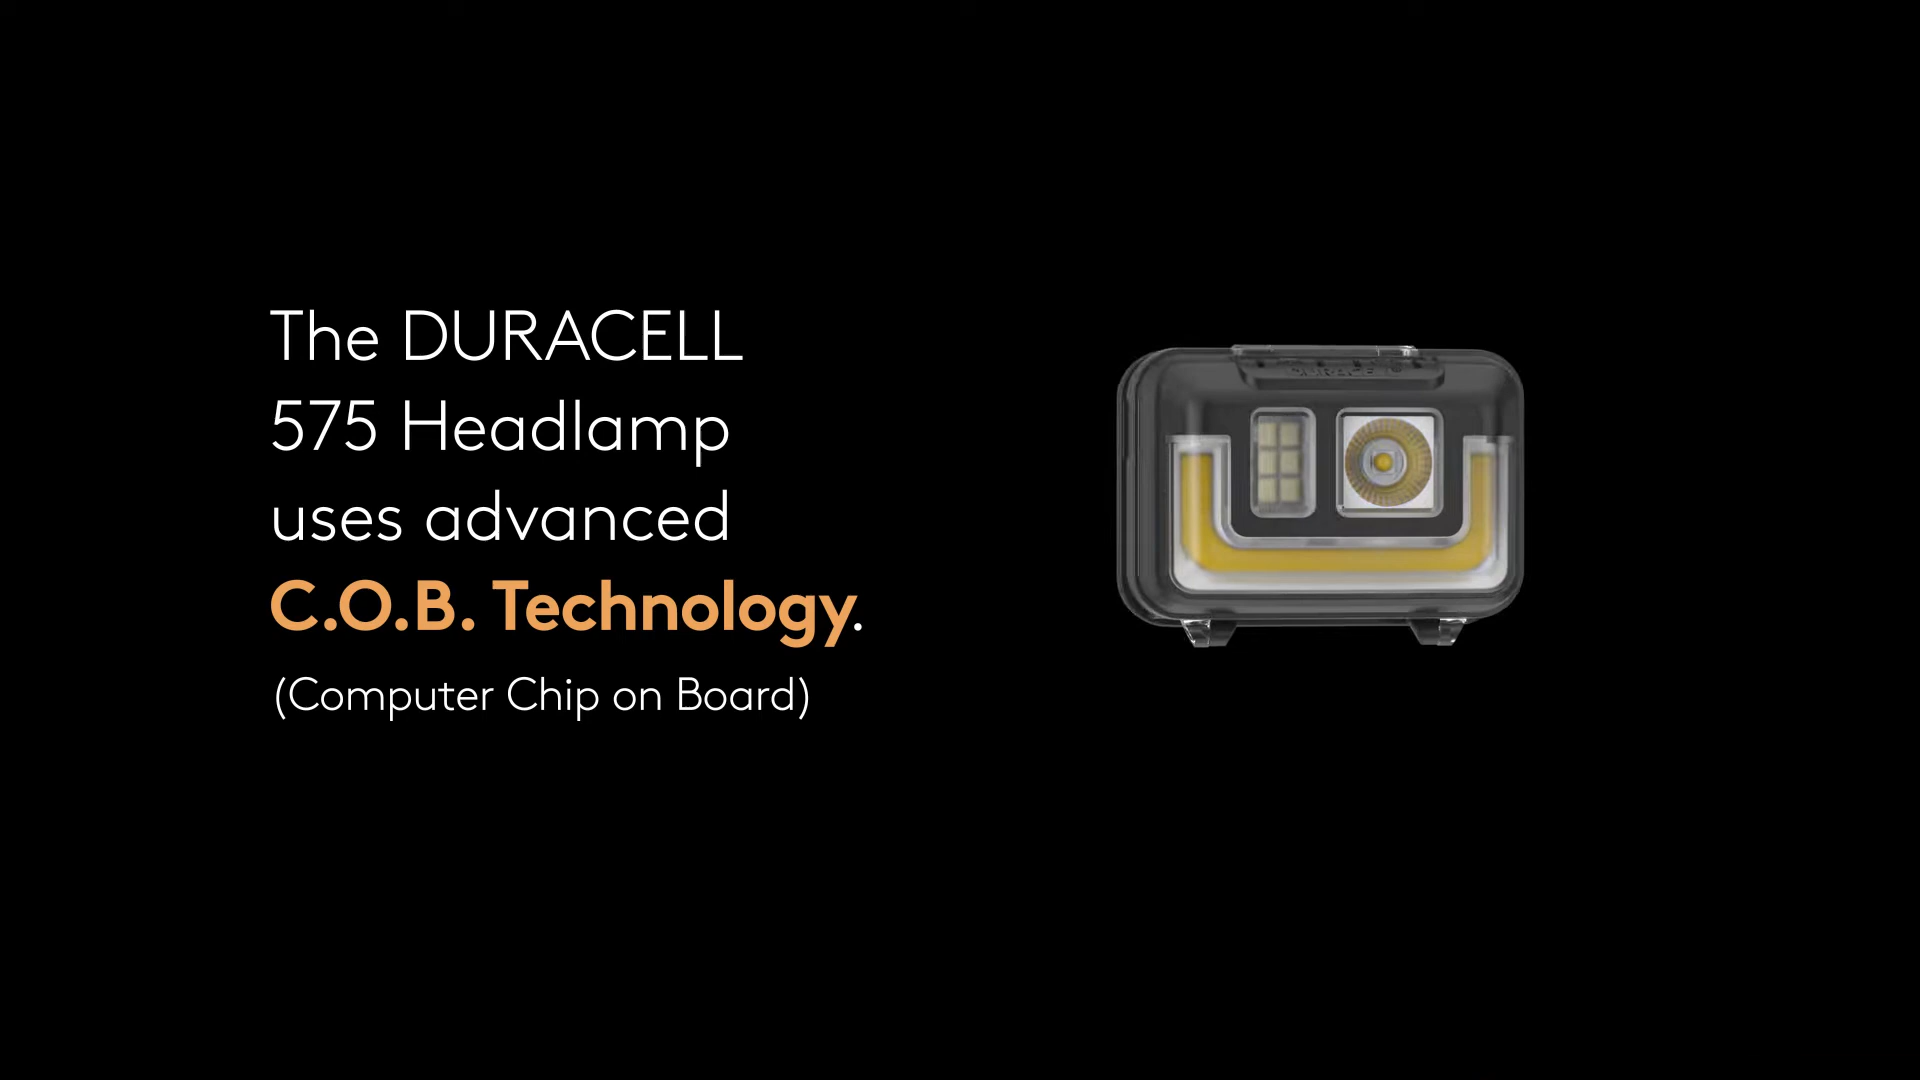 The DURACELL
575 Headlamp
uses advanced
C.O.B. Technology.
(Computer Chip on Board)